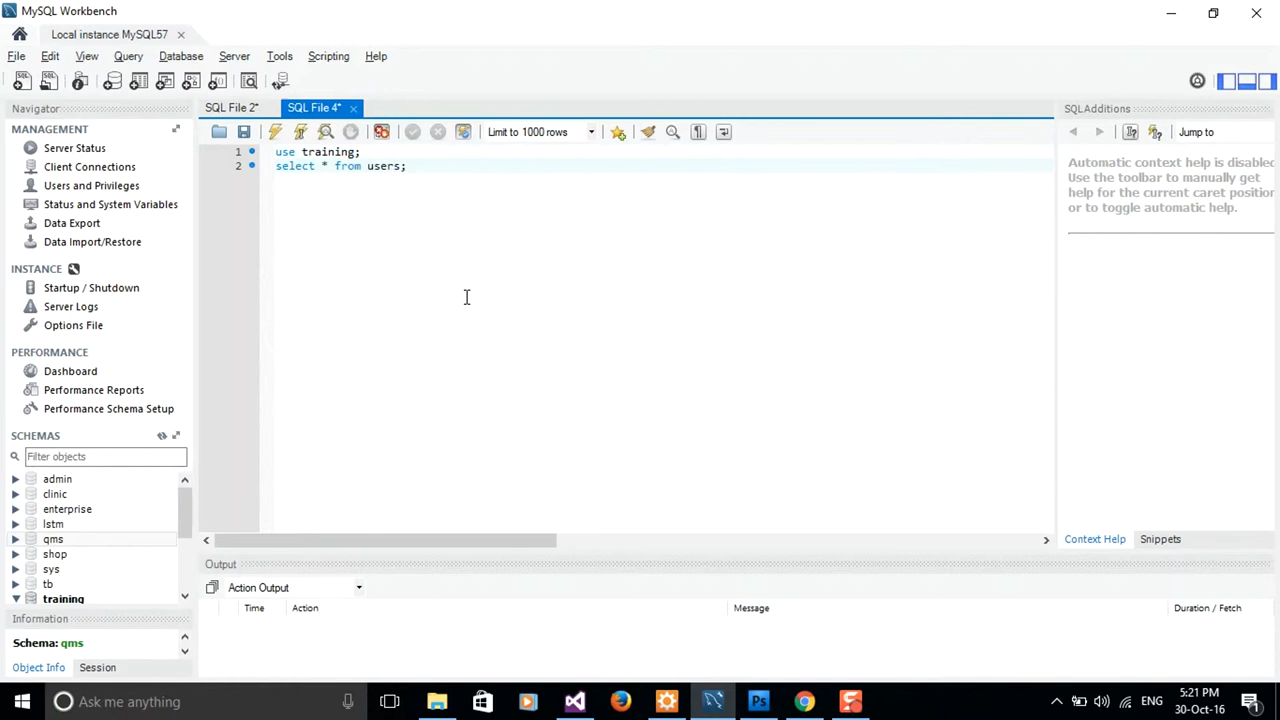 MySQL Workbench
Local instance MySQL57
File Edit View Query Database Server Tools Scripting Help
Navigator
MANAGEMENT
Server Status
Client Connections
Users and Privileges
Status and System Variables
Data Export
Data Import/Restore
INSTANCE
Startup / Shutdown
Server Logs
Options File
PERFORMANCE
Dashboard
Performance Reports
Performance Schema Setup
SCHEMAS
Filter objects
admin
clinic
enterprise
lstm
qms
shop
sys
tb
training
Information
Schema: qms
Object Info Session
SQL File 2* SQL File 4*
Limit to 1000 rows
1 use training;
2 select * from users;
Output
Action Output
Time Action Message Duration / Fetch
SQLAdditions
Jump to
Automatic context help is disabled
Use the toolbar to manually get
help for the current caret position
or to toggle automatic help.
Context Help Snippets
Ask me anything
ENG
5:21 PM
30-Oct-16